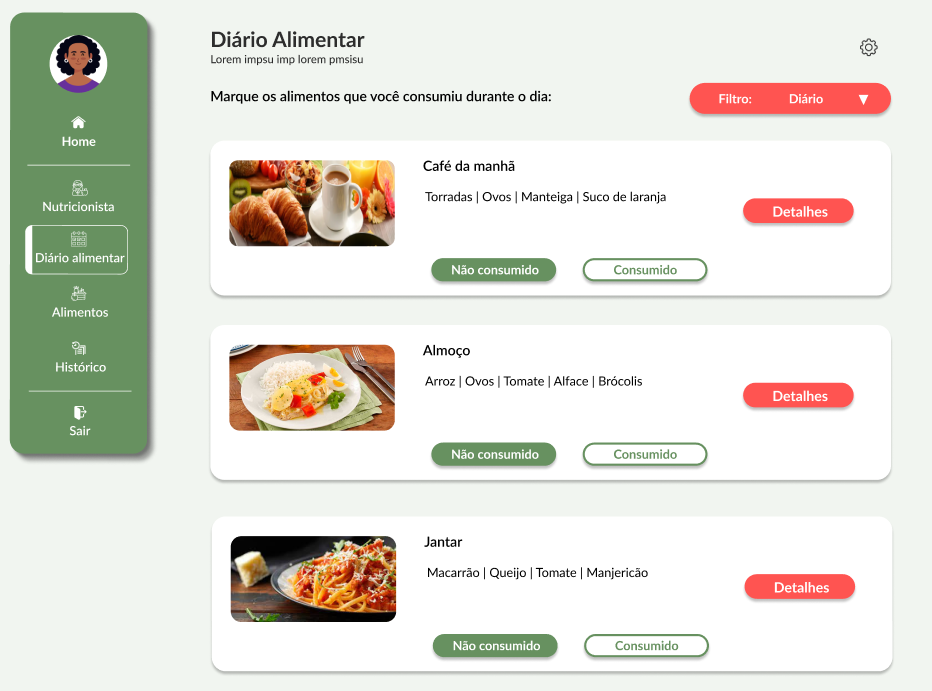 Home
Nutricionista
Diário alimentar
Alimentos
Histórico
Sair
Diário Alimentar
Lorem impsu imp lorem pmsisu
Marque os alimentos que você consumiu durante o dia:
Filtro: Diário ▼
Café da manhã
Torradas | Ovos | Manteiga | Suco de laranja
Detalhes
Não consumido
Consumido
Almoço
Arroz | Ovos | Tomate | Alface | Brócolis
Detalhes
Não consumido
Consumido
Jantar
Macarrão | Queijo | Tomate | Manjericão
Detalhes
Não consumido
Consumido